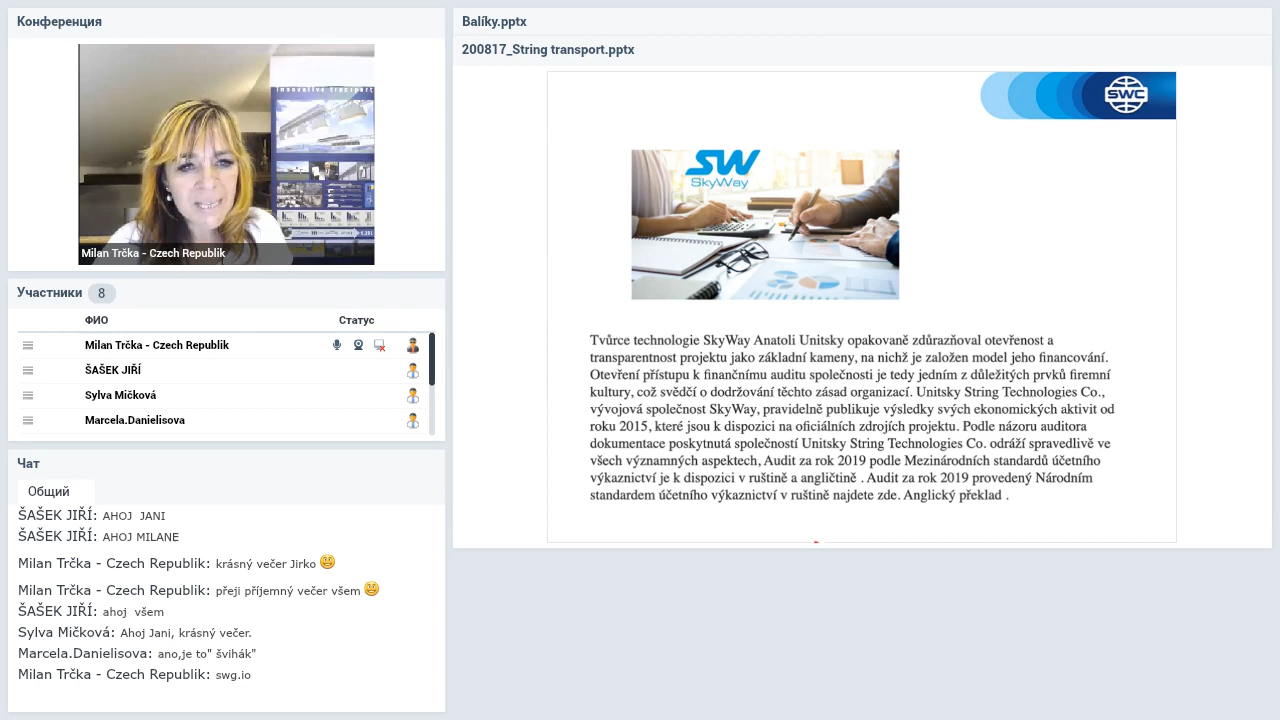 Конференция
innovative transport
Milan Trčka - Czech Republik
Участники 8
ФИО Статус
Milan Trčka - Czech Republik
ŠAŠEK JIŘÍ
Sylva Mičková
Marcela.Danielisova
Чат
Общий
ŠAŠEK JIŘÍ: AHOJ JANI
ŠAŠEK JIŘÍ: AHOJ MILANE
Milan Trčka - Czech Republik: krásný večer Jirko
Milan Trčka - Czech Republik: přeji příjemný večer všem
ŠAŠEK JIŘÍ: ahoj všem
Sylva Mičková: Ahoj Jani, krásný večer.
Marcela.Danielisova: ano,je to" švihák"
Milan Trčka - Czech Republik: swg.io
Balíky.pptx
200817_String transport.pptx
SWC
SW
SkyWay
Tvůrce technologie SkyWay Anatoli Unitsky opakovaně zdůrazňoval otevřenost a
transparentnost projektu jako základní kameny, na nichž je založen model jeho financování.
Otevření přístupu k finančnímu auditu společnosti je tedy jedním z důležitých prvků firemní
kultury, což svědčí o dodržování těchto zásad organizací. Unitsky String Technologies Co.,
vývojová společnost SkyWay, pravidelně publikuje výsledky svých ekonomických aktivit od
roku 2015, které jsou k dispozici na oficiálních zdrojích projektu. Podle názoru auditora
dokumentace poskytnutá společností Unitsky String Technologies Co. odráží spravedlivě ve
všech významných aspektech, Audit za rok 2019 podle Mezinárodních standardů účetního
výkaznictví je k dispozici v ruštině a angličtině . Audit za rok 2019 provedený Národním
standardem účetního výkaznictví v ruštině najdete zde. Anglický překlad .